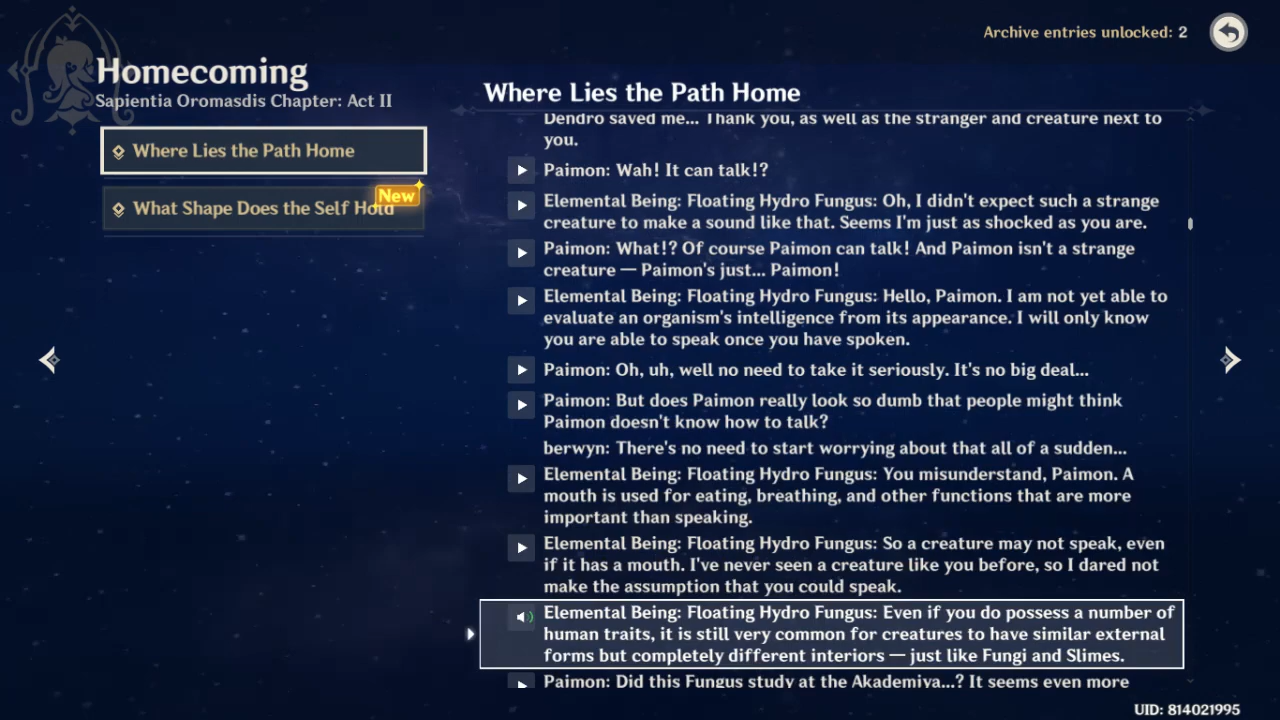 Archive entries unlocked: 2
Homecoming
Sapientia Oromasdis Chapter: Act II
Where Lies the Path Home
New
What Shape Does the Self Hold
Where Lies the Path Home
Dendro saved me... Thank you, as well as the stranger and creature next to
you.
Paimon: Wah! It can talk!?
Elemental Being: Floating Hydro Fungus: Oh, I didn't expect such a strange
creature to make a sound like that. Seems I'm just as shocked as you are.
Paimon: What!? Of course Paimon can talk! And Paimon isn't a strange
creature — Paimon's just... Paimon!
Elemental Being: Floating Hydro Fungus: Hello, Paimon. I am not yet able to
evaluate an organism's intelligence from its appearance. I will only know
you are able to speak once you have spoken.
Paimon: Oh, uh, well no need to take it seriously. It's no big deal...
Paimon: But does Paimon really look so dumb that people might think
Paimon doesn't know how to talk?
berwyn: There's no need to start worrying about that all of a sudden...
Elemental Being: Floating Hydro Fungus: You misunderstand, Paimon. A
mouth is used for eating, breathing, and other functions that are more
important than speaking.
Elemental Being: Floating Hydro Fungus: So a creature may not speak, even
if it has a mouth. I've never seen a creature like you before, so I dared not
make the assumption that you could speak.
Elemental Being: Floating Hydro Fungus: Even if you do possess a number of
human traits, it is still very common for creatures to have similar external
forms but completely different interiors — just like Fungi and Slimes.
Paimon: Did this Fungus study at the Akademiya...? It seems even more
UID: 814021995